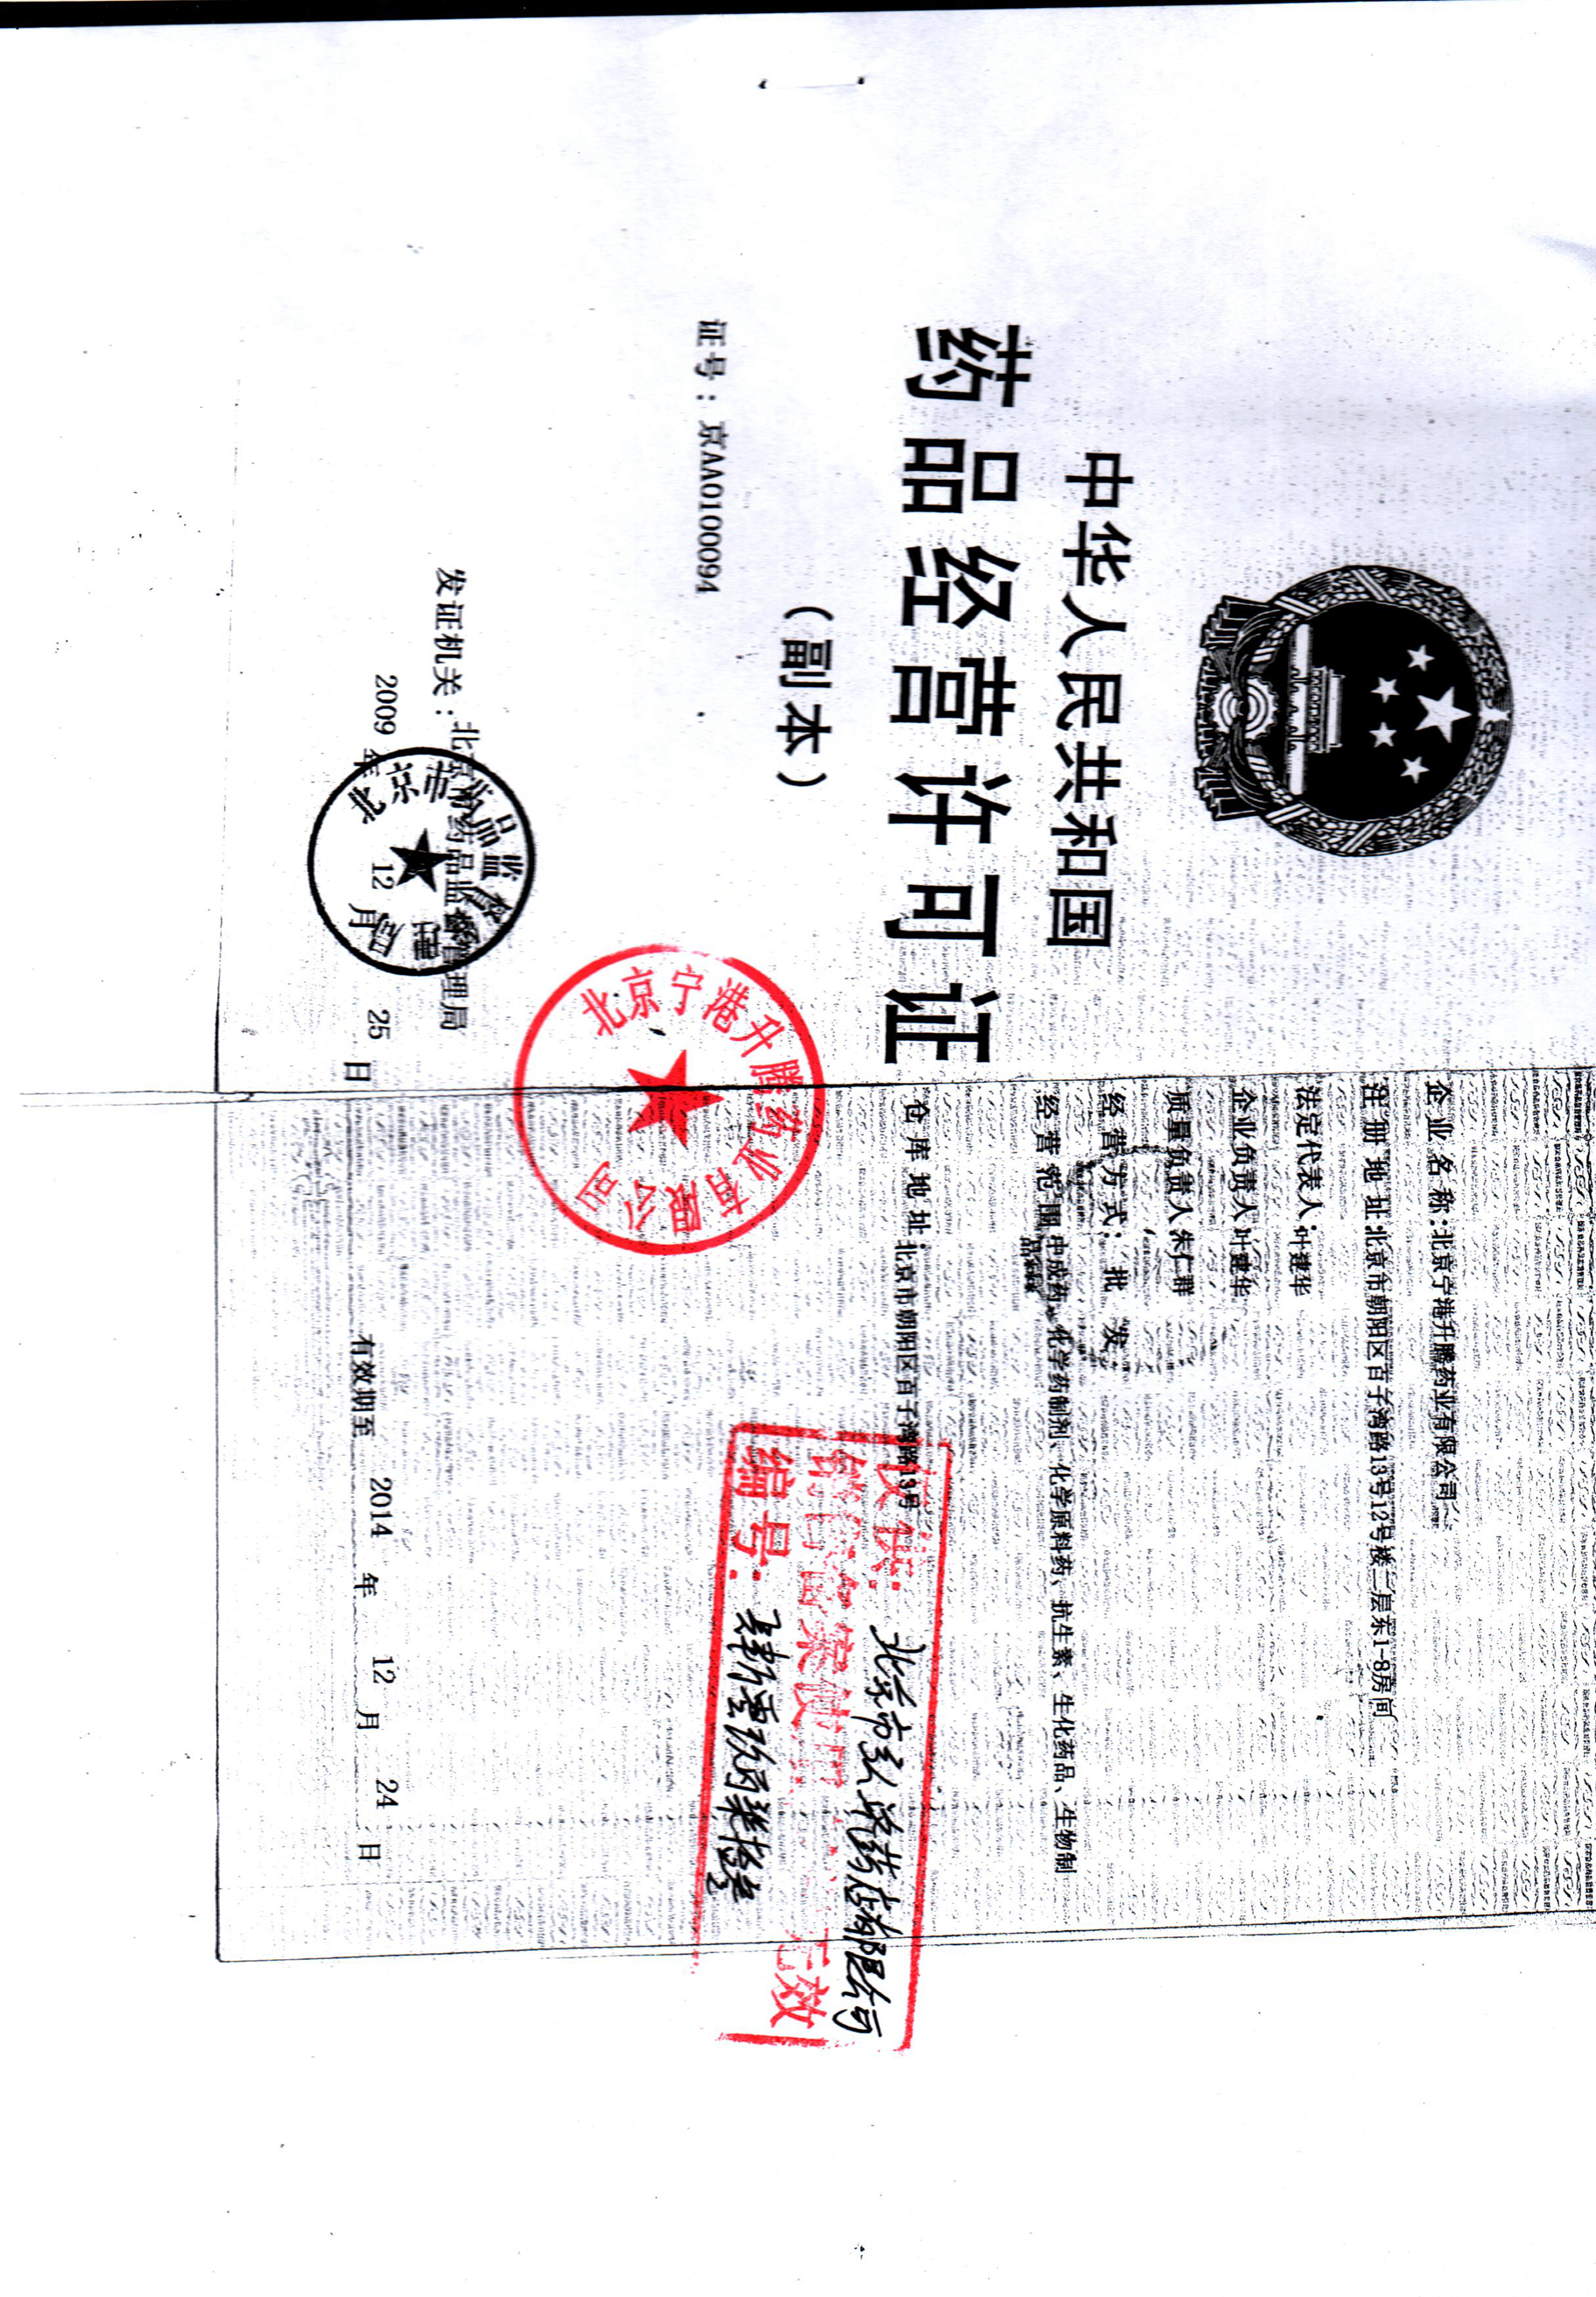 中华人民共和国
药品经营许可证
（副本）
证号：京AA0100094
发证机关：北京市药品监督管理局
2009 年 12 月 25 日
北京市药品监督管理局
北京宁港升腾药业有限公司
企业名称：北京宁港升腾药业有限公司
注册地址 北京市朝阳区百子湾路13号12号楼二层东1-8房间
法定代表人：叶建华
企业负责人 叶建华
质量负责人 朱仁群
经营方式：批 发
经营范围 中成药、化学药制剂、化学原料药、抗生素、生化药品、生物制
品
仓库地址：北京市朝阳区百子湾路13号
仅供：北京市弘单药店有限公司
备案使用 无效
编号：
有效期至 2014 年 12 月 24 日